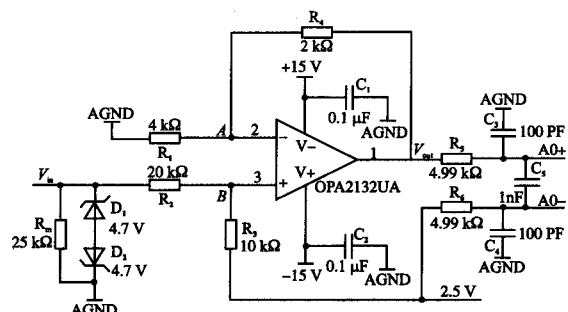 R₄
2 kΩ
+15 V
C₁
0.1 µF
AGND
AGND
4 kΩ
R₁
A
2
−
V−
V+
3
+
1
OPA2132UA
Vin
20 kΩ
R₂
B
Rm
25 kΩ
D₁
4.7 V
D₂
4.7 V
AGND
R₃
10 kΩ
C₂
0.1 µF
AGND
−15 V
Vout
R₅
4.99 kΩ
R₆
4.99 kΩ
AGND
C₃
100 PF
A0+
C₅
1nF
A0−
C₄
100 PF
AGND
2.5 V